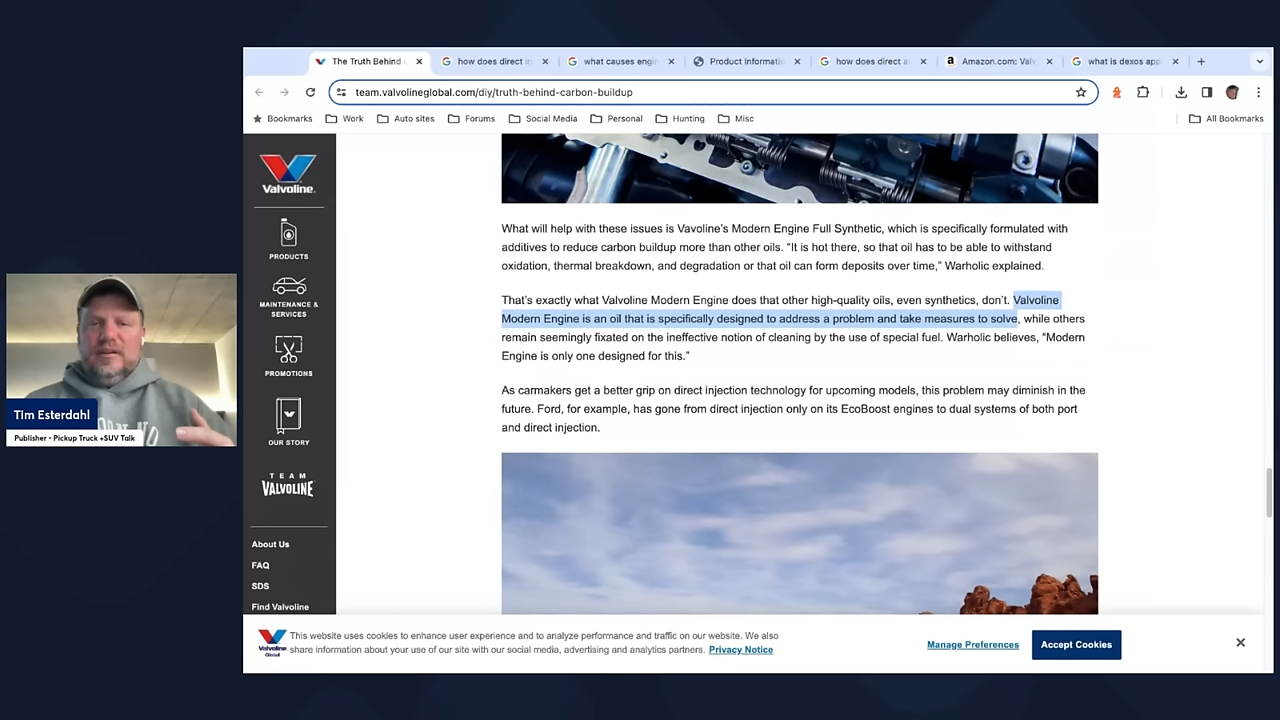 The Truth Behind
how does direct in
what causes engi
Product Informati
how does direct a
Amazon.com: Valv
what is dexos app
team.valvolineglobal.com/diy/truth-behind-carbon-buildup
Bookmarks
Work
Auto sites
Forums
Social Media
Personal
Hunting
Misc
All Bookmarks
Valvoline
PRODUCTS
MAINTENANCE &
SERVICES
PROMOTIONS
OUR STORY
TEAM
VALVOLINE
About Us
FAQ
SDS
Find Valvoline
What will help with these issues is Vavoline's Modern Engine Full Synthetic, which is specifically formulated with
additives to reduce carbon buildup more than other oils. “It is hot there, so that oil has to be able to withstand
oxidation, thermal breakdown, and degradation or that oil can form deposits over time,” Warholic explained.
That's exactly what Valvoline Modern Engine does that other high-quality oils, even synthetics, don't. Valvoline
Modern Engine is an oil that is specifically designed to address a problem and take measures to solve, while others
remain seemingly fixated on the ineffective notion of cleaning by the use of special fuel. Warholic believes, “Modern
Engine is only one designed for this.”
As carmakers get a better grip on direct injection technology for upcoming models, this problem may diminish in the
future. Ford, for example, has gone from direct injection only on its EcoBoost engines to dual systems of both port
and direct injection.
Tim Esterdahl
Publisher - Pickup Truck +SUV Talk
Valvoline
Global
This website uses cookies to enhance user experience and to analyze performance and traffic on our website. We also
share information about your use of our site with our social media, advertising and analytics partners. Privacy Notice
Manage Preferences
Accept Cookies